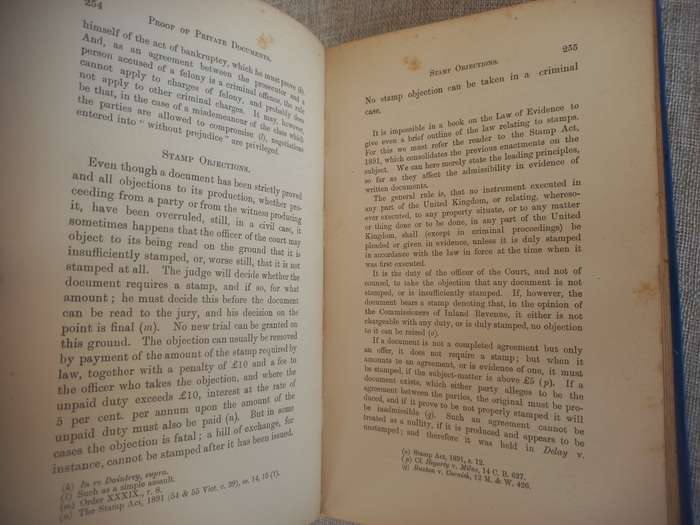 254
PROOF OF PRIVATE DOCUMENTS.
himself of the act of bankruptcy, which he must prove (k).
And, as an agreement between the prosecutor and a
person accused of a felony is a criminal offence, the rule
cannot apply to charges of felony, and probably does
not apply to other criminal charges. It may, however,
be that, in the case of a misdemeanour of the class which
the parties are allowed to compromise (l), negotiations
entered into "without prejudice" are privileged.
STAMP OBJECTIONS.
Even though a document has been strictly proved
and all objections to its production, whether pro-
ceeding from a party or from the witness producing
it, have been overruled, still, in a civil case, it
sometimes happens that the officer of the court may
object to its being read on the ground that it is
insufficiently stamped, or, worse still, that it is not
stamped at all. The judge will decide whether the
document requires a stamp, and if so, for what
amount; he must decide this before the document
can be read to the jury, and his decision on the
point is final (m). No new trial can be granted on
this ground. The objection can usually be removed
by payment of the amount of the stamp required by
law, together with a penalty of £10 and a fee to
the officer who takes the objection, and where the
unpaid duty exceeds £10, interest at the rate of
5 per cent. per annum upon the amount of the
unpaid duty must also be paid (n). But in some
cases the objection is fatal; a bill of exchange, for
instance, cannot be stamped after it has been issued.
(k) In re Daintrey, supra.
(l) Such as a simple assault.
(m) Order XXXIX., r. 8.
(n) The Stamp Act, 1891 (54 & 55 Vict. c. 39), ss. 14, 15 (1).
STAMP OBJECTIONS.
255
No stamp objection can be taken in a criminal
case.
It is impossible in a book on the Law of Evidence to
give even a brief outline of the law relating to stamps.
For this we must refer the reader to the Stamp Act,
1891, which consolidates the previous enactments on the
subject. We can here merely state the leading principles,
so far as they affect the admissibility in evidence of
written documents.
The general rule is, that no instrument executed in
any part of the United Kingdom, or relating, whereso-
ever executed, to any property situate, or to any matter
or thing done or to be done, in any part of the United
Kingdom, shall (except in criminal proceedings) be
pleaded or given in evidence, unless it is duly stamped
in accordance with the law in force at the time when it
was first executed.
It is the duty of the officer of the Court, and not of
counsel, to take the objection that any document is not
stamped, or is insufficiently stamped. If, however, the
document bears a stamp denoting that, in the opinion of
the Commissioners of Inland Revenue, it either is not
chargeable with any duty, or is duly stamped, no objection
to it can be raised (o).
If a document is not a completed agreement but only
an offer, it does not require a stamp; but when it
amounts to an agreement, or is evidence of one, it must
be stamped, if the subject-matter is above £5 (p). If a
document exists, which either party alleges to be the
agreement between the parties, the original must be pro-
duced, and if it prove to be not properly stamped it will
be inadmissible (q). Such an agreement cannot be
treated as a nullity, if it is produced and appears to be
unstamped; and therefore it was held in Delay v.
(o) Stamp Act, 1891, s. 12.
(p) Cf. Hegarty v. Milne, 14 C. B. 627.
(q) Buxton v. Cornish, 12 M. & W. 426.